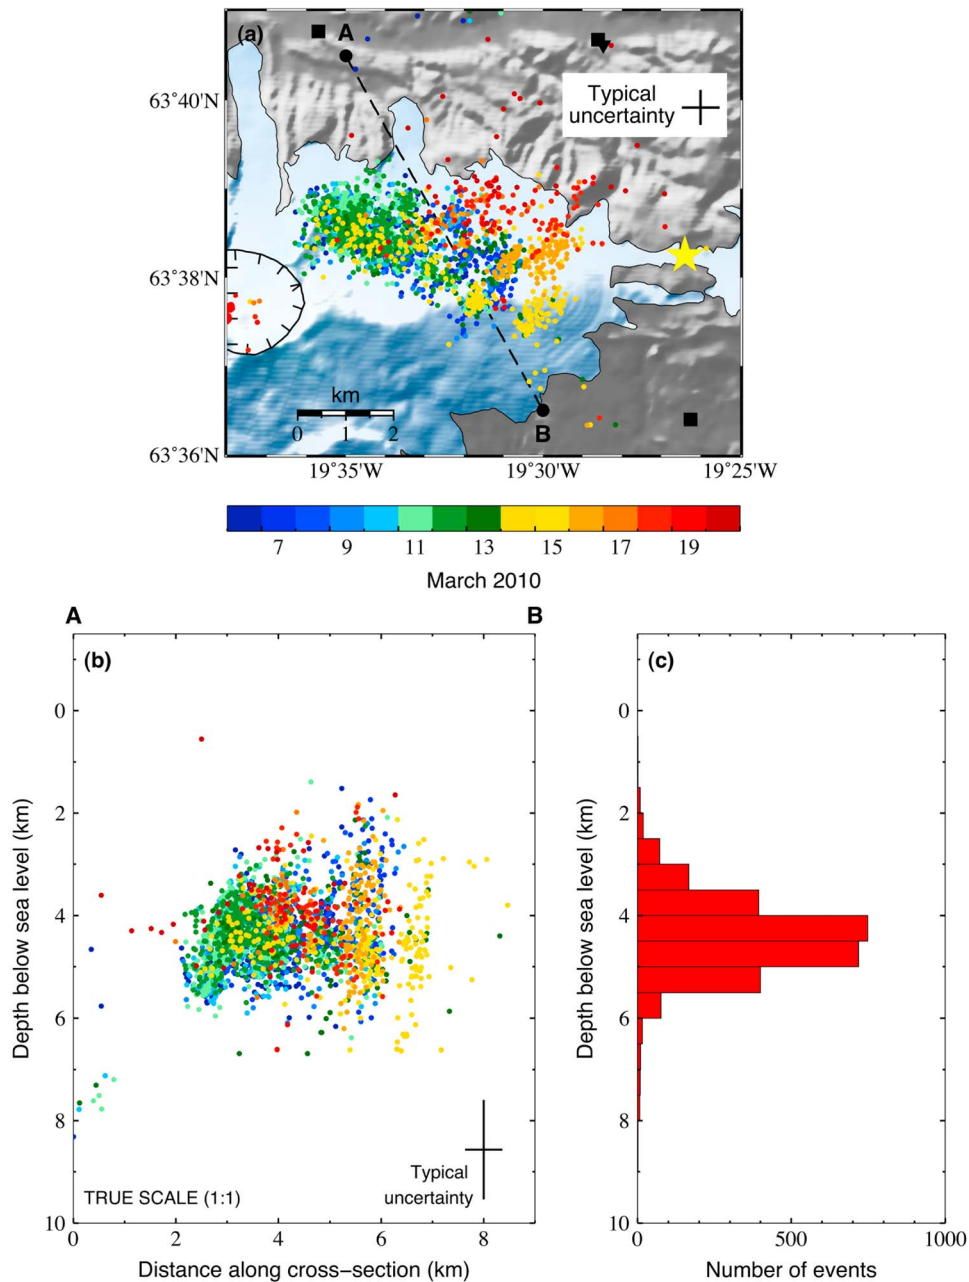 (a)
A
63°40'N
Typical
uncertainty
63°38'N
km
0 1 2
B
63°36'N
19°35'W 19°30'W 19°25'W
7 9 11 13 15 17 19
March 2010
A B
(b)
(c)
0
2
4
6
8
10
Depth below sea level (km)
Typical
uncertainty
TRUE SCALE (1:1)
0 2 4 6 8
Distance along cross−section (km)
0
2
4
6
8
10
Depth below sea level (km)
0 500 1000
Number of events